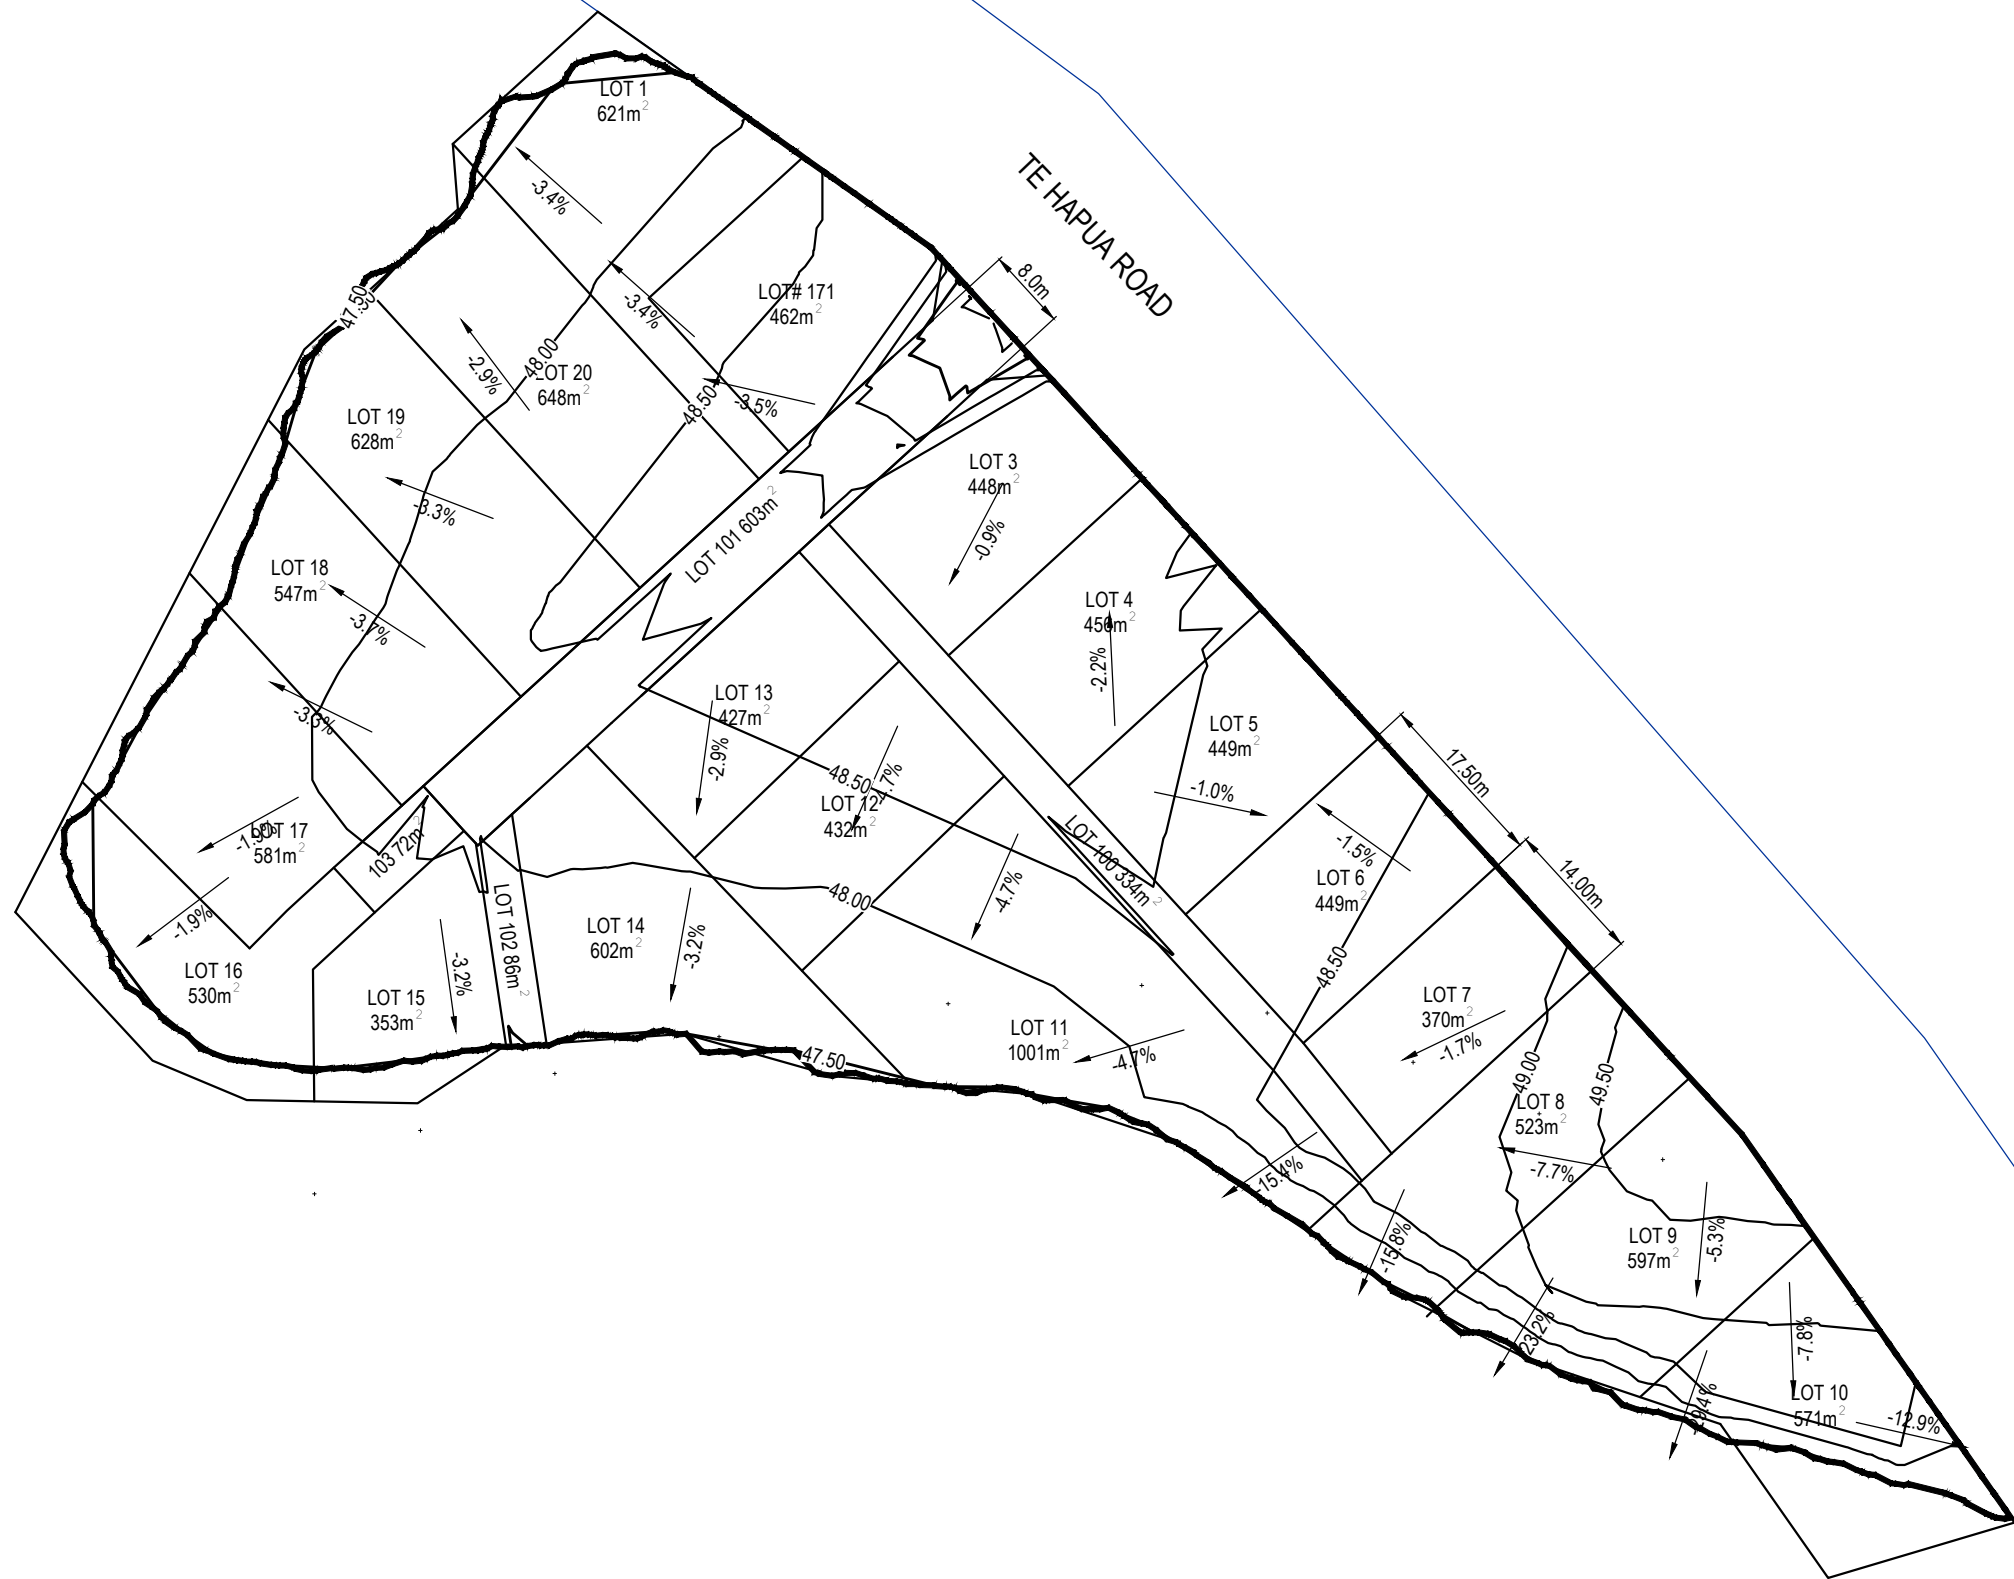 LOT 1
621m²
TE HAPUA ROAD
-3.4%
8.0m
LOT# 171
462m²
-3.4%
47.50
48.00
-2.9%
LOT 20
648m²
48.50
-3.5%
LOT 19
628m²
-3.3%
LOT 3
448m²
-0.9%
LOT 101 603m²
LOT 18
547m²
-3.7%
LOT 4
456m²
-2.2%
-3.3%
LOT 13
427m²
-2.9%
LOT 5
449m²
-1.0%
17.50m
48.50
LOT 12
432m²
LOT 17
581m²
-1.9%
103 72m²
LOT 100 334m²
-1.5%
LOT 6
449m²
14.00m
48.00
-4.7%
-1.9%
LOT 14
602m²
-3.2%
LOT 102 86m²
-3.2%
LOT 16
530m²
LOT 15
353m²
48.50
LOT 7
370m²
-1.7%
LOT 11
1001m²
-4.7%
47.50
49.00
49.50
LOT 8
523m²
-7.7%
-15.4%
-15.8%
LOT 9
597m²
-5.3%
-23.2%
-7.8%
LOT 10
571m²
-12.9%